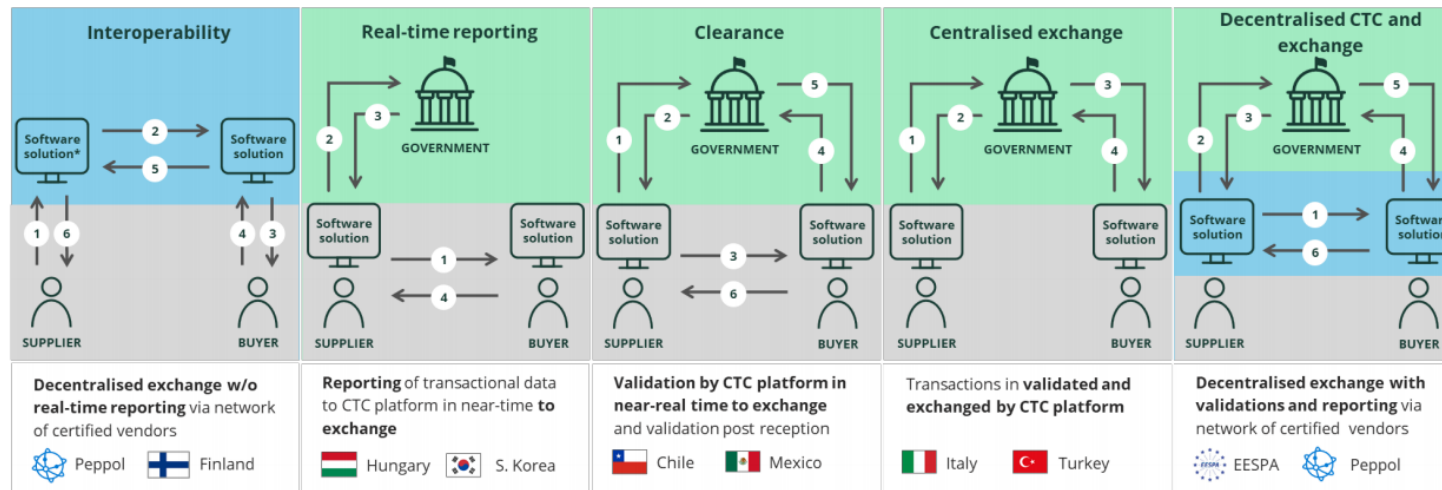 Interoperability
Software
solution*
2
5
Software
solution
1
6
4
3
SUPPLIER
BUYER
Decentralised exchange w/o
real-time reporting via network
of certified vendors
Peppol
Finland
Real-time reporting
2
3
GOVERNMENT
Software
solution
Software
solution
1
4
SUPPLIER
BUYER
Reporting of transactional data
to CTC platform in near-time to
exchange
Hungary
S. Korea
Clearance
1
2
5
4
GOVERNMENT
Software
solution
Software
solution
3
6
SUPPLIER
BUYER
Validation by CTC platform in
near-real time to exchange
and validation post reception
Chile
Mexico
Centralised exchange
1
2
3
4
GOVERNMENT
Software
solution
Software
solution
SUPPLIER
BUYER
Transactions in validated and
exchanged by CTC platform
Italy
Turkey
Decentralised CTC and
exchange
2
3
5
4
GOVERNMENT
Software
solution
Software
solution
1
6
SUPPLIER
BUYER
Decentralised exchange with
validations and reporting via
network of certified vendors
EESPA
EESPA
Peppol